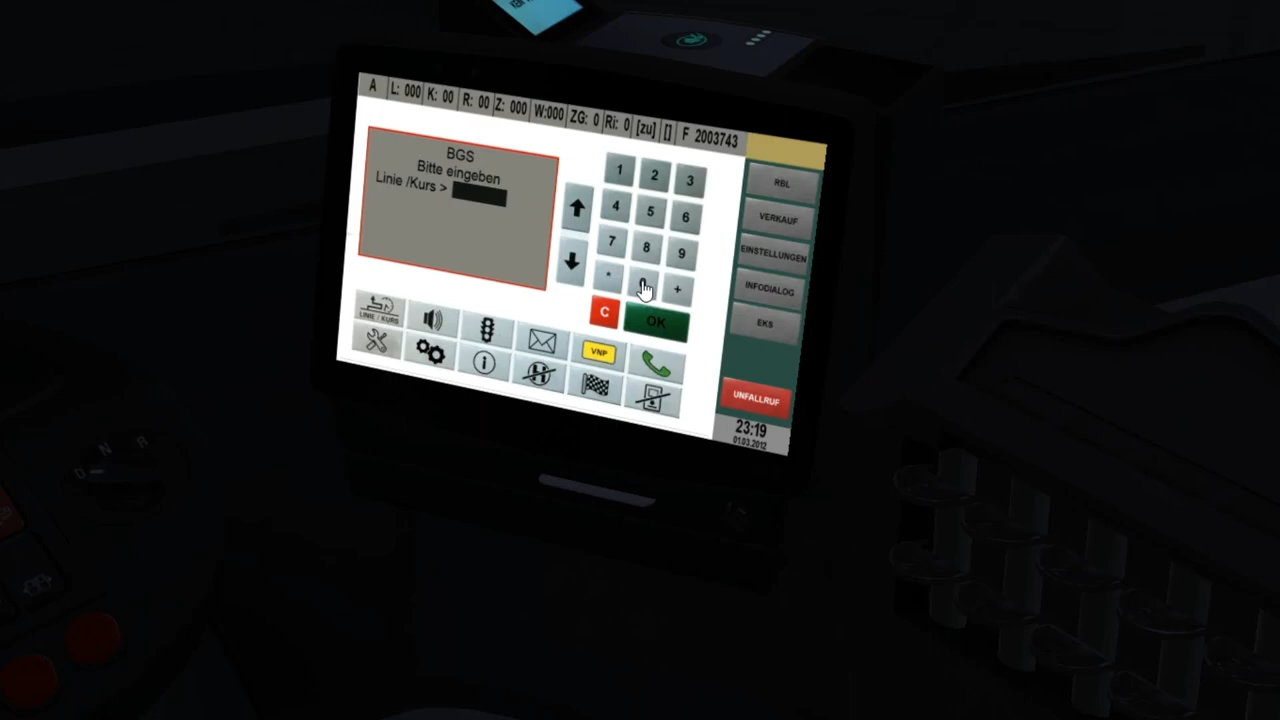 A L: 000 K: 00 R: 00 Z: 000 W:000 ZG: 0 Ri: 0 [zu] [] F 2003743
BGS
Bitte eingeben
Linie /Kurs >
1 2 3
4 5 6
7 8 9
* 0 +
C OK
RBL
VERKAUF
EINSTELLUNGEN
INFODIALOG
EKS
UNFALLRUF
23:19
01.03.2012
LINIE / KURS
VNP
D N R